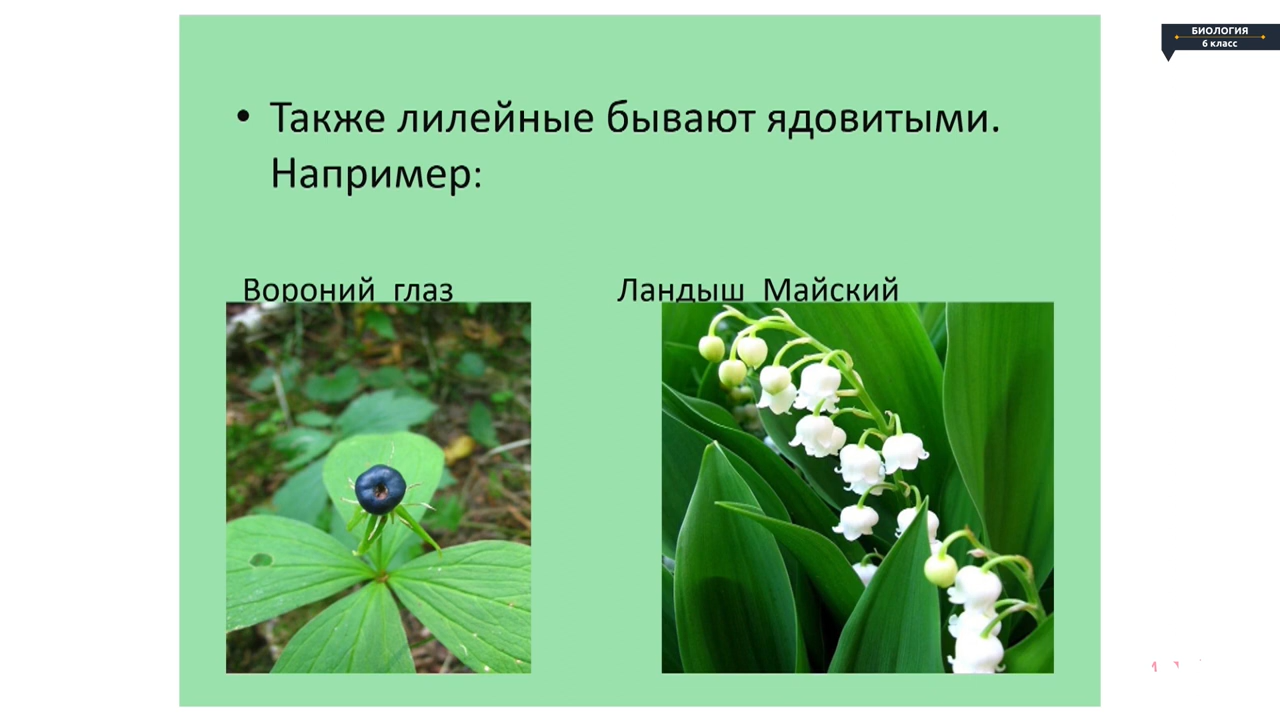 БИОЛОГИЯ
6 класс
• Также лилейные бывают ядовитыми.
Например:
Вороний глаз
Ландыш Майский